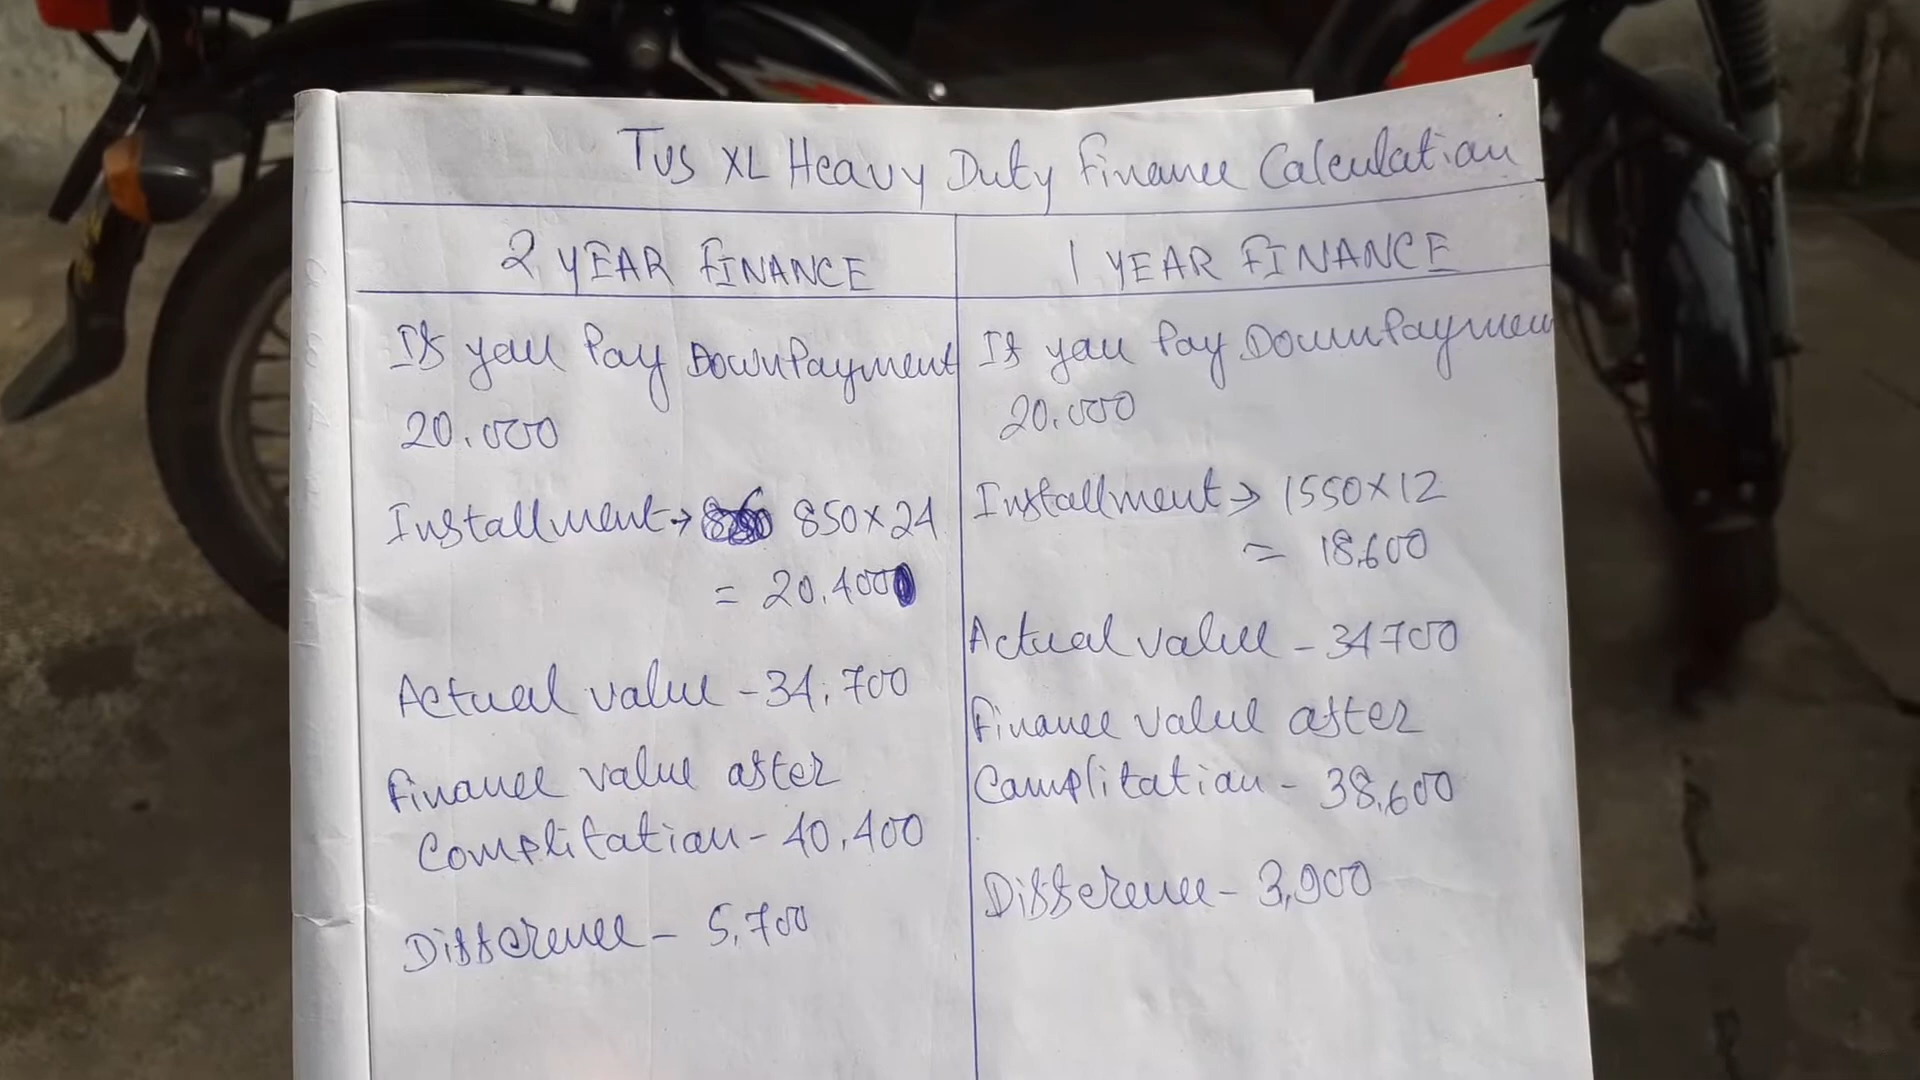 TVS XL Heavy Duty Finance Calculation
2 YEAR FINANCE
If you Pay DownPayment
20.000
Installment → 850×24
= 20,400
Actual value - 34,700
Finance value after
Complitation - 40,400
Difference - 5,700
1 YEAR FINANCE
If you Pay DownPaymen
20.000
Installment → 1550×12
= 18,600
Actual value - 34700
Finance value after
Complitation - 38,600
Difference - 3,900